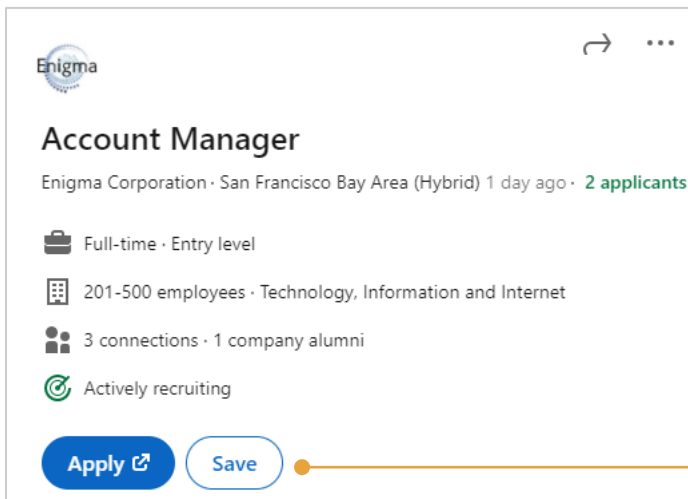 Enigma
Account Manager
Enigma Corporation · San Francisco Bay Area (Hybrid) 1 day ago · 2 applicants
Full-time · Entry level
201-500 employees · Technology, Information and Internet
3 connections · 1 company alumni
Actively recruiting
Apply Save